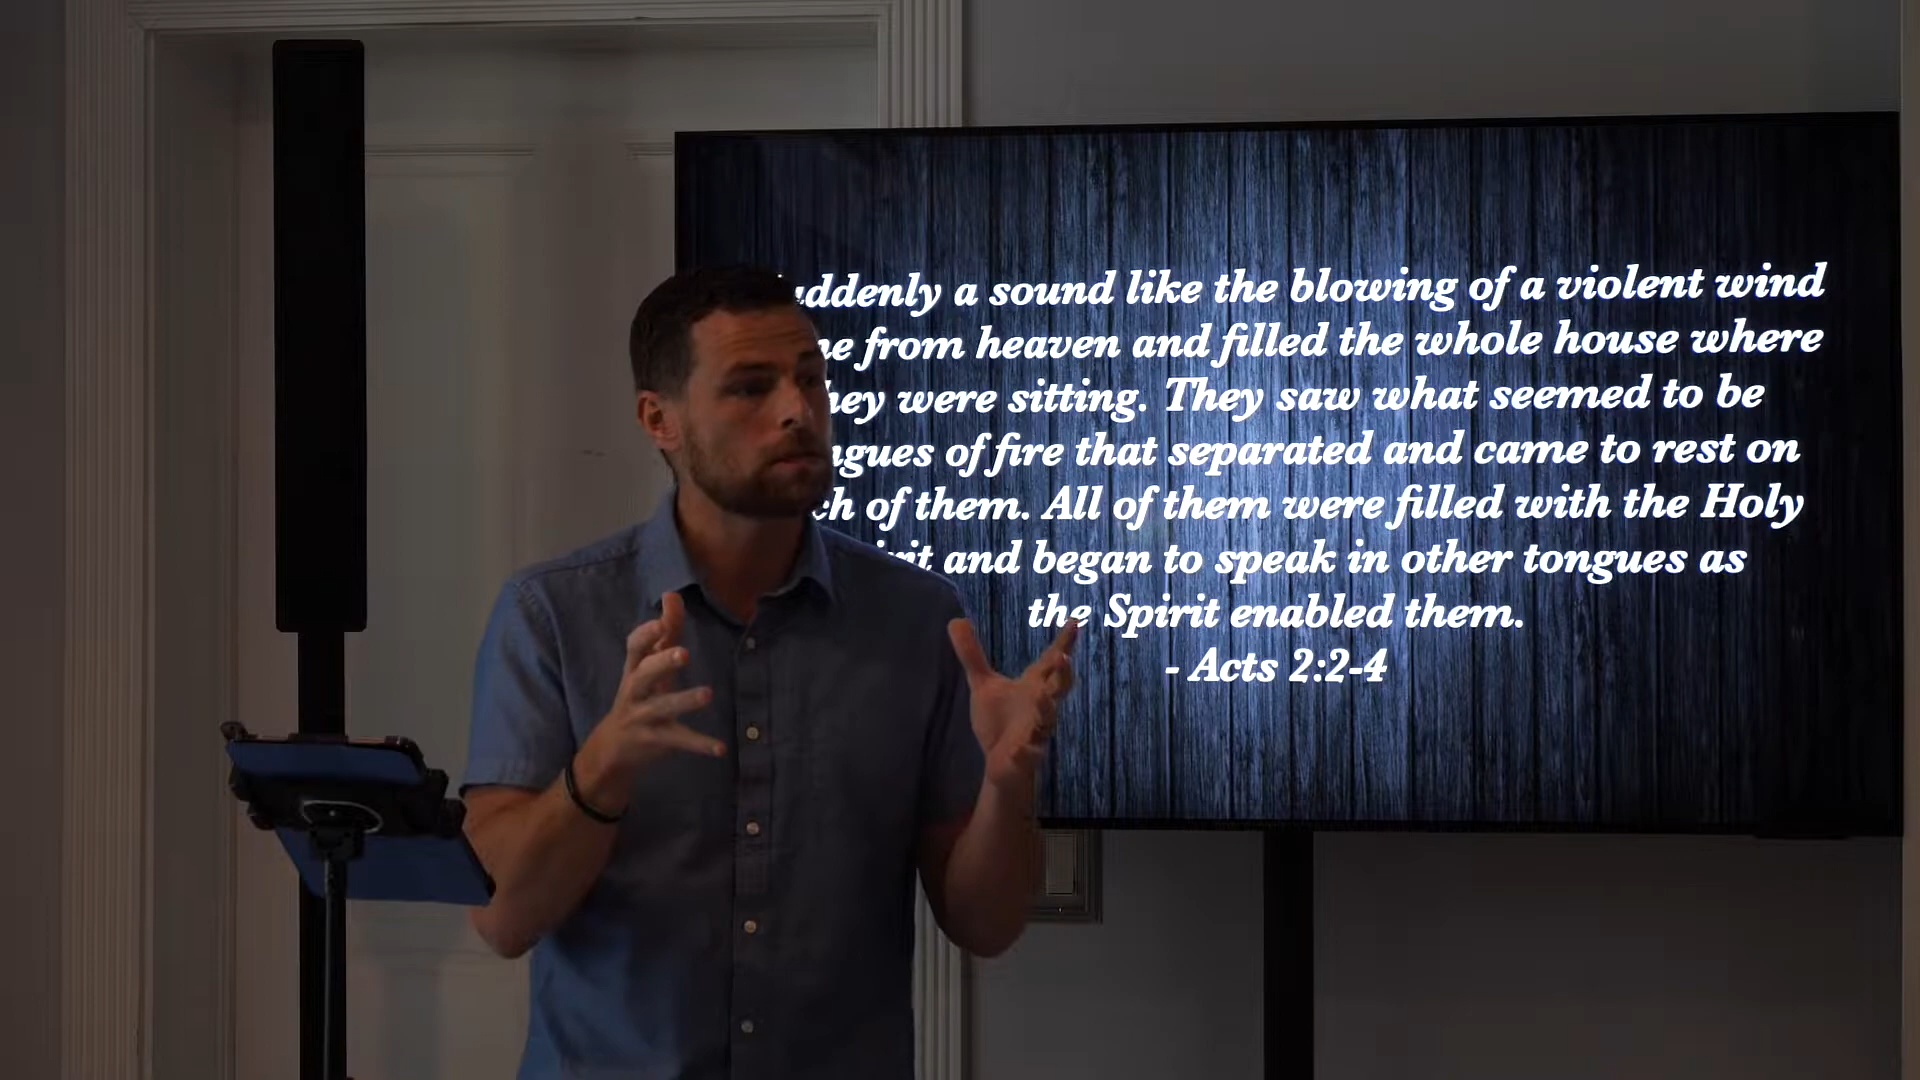 a sound like the blowing of a violent wind
from heaven and filled the whole house where
were sitting. They saw what seemed to be
of fire that separated and came to rest on
of them. All of them were filled with the Holy
and began to speak in other tongues as
the Spirit enabled them.
- Acts 2:2-4